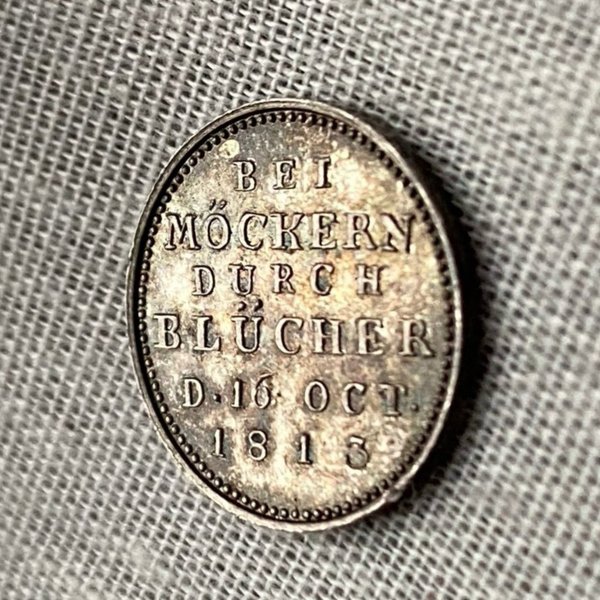 BEI
MÖCKERN
DURCH
BLÜCHER
D·16·OCT.
1813